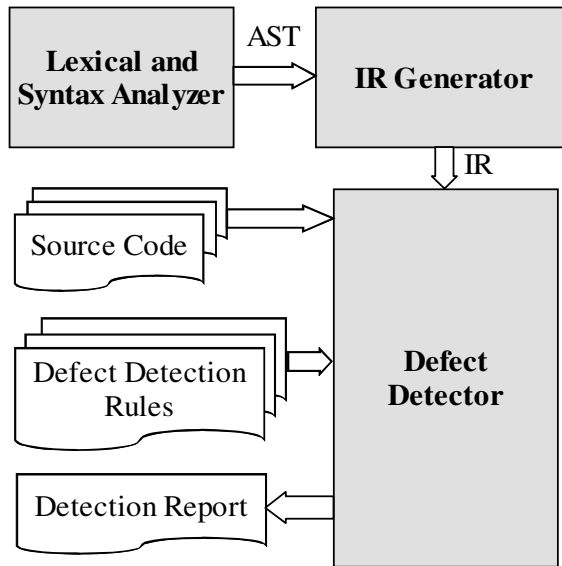 AST
Lexical and
Syntax Analyzer
IR Generator
IR
Source Code
Defect Detection
Rules
Defect
Detector
Detection Report